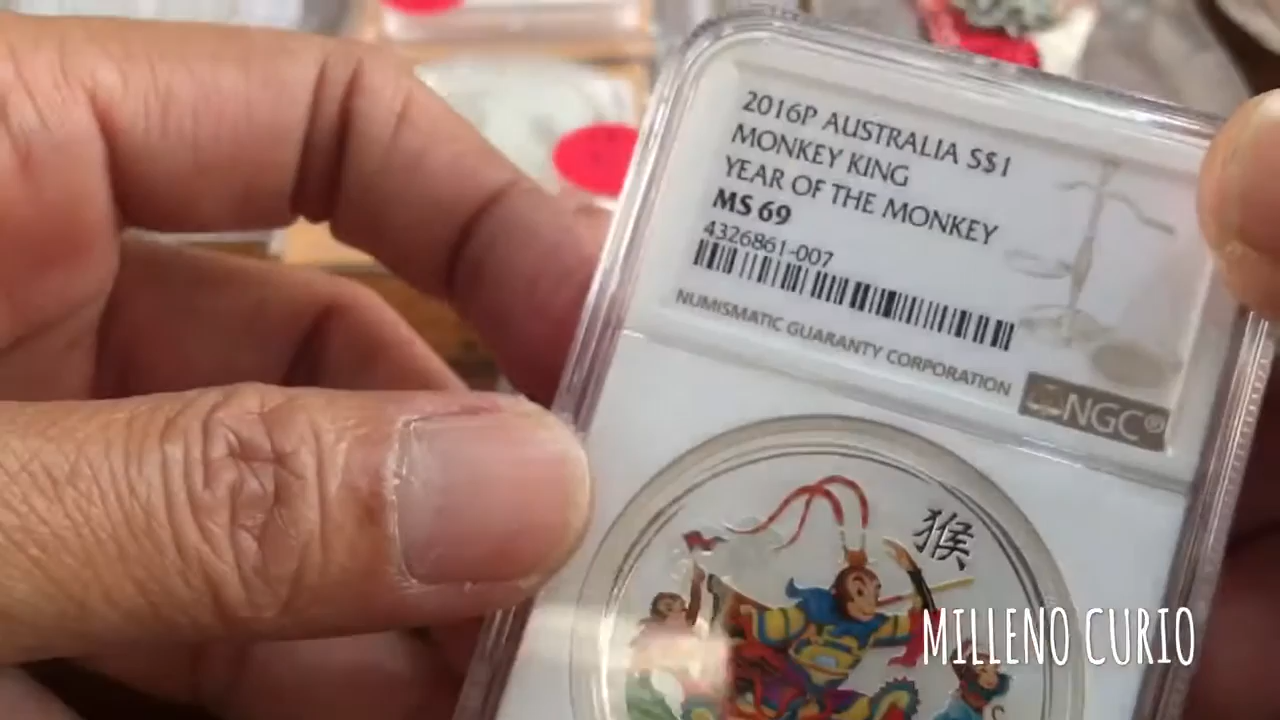 2016P AUSTRALIA S$1
MONKEY KING
YEAR OF THE MONKEY
MS 69
4326861-007
NUMISMATIC GUARANTY CORPORATION
NGC®
猴
MILLENO CURIO